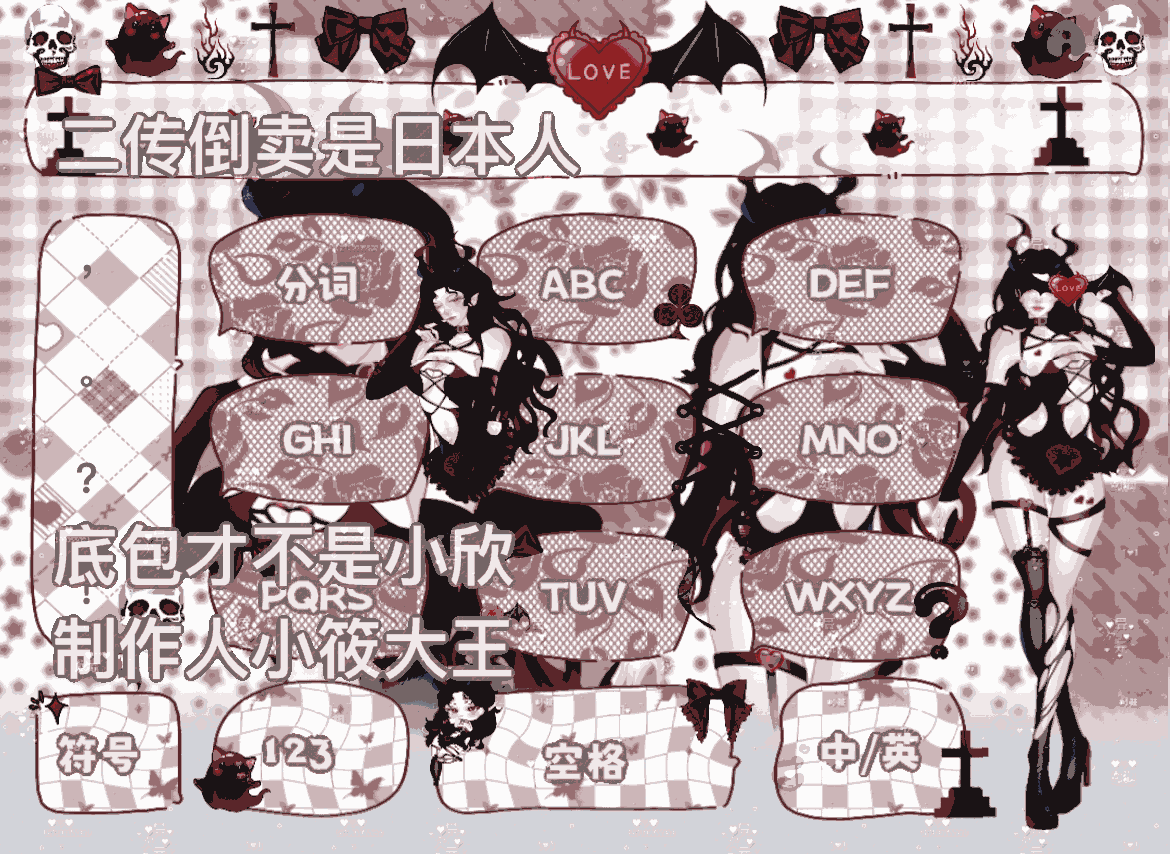 LOVE
二传倒卖是日本人
,
分词
ABC
DEF
LOVE
。
GHI
JKL
MNO
?
底包才不是小欣
!
PQRS
TUV
WXYZ
制作人小筱大王
符号
123
空格
中/英